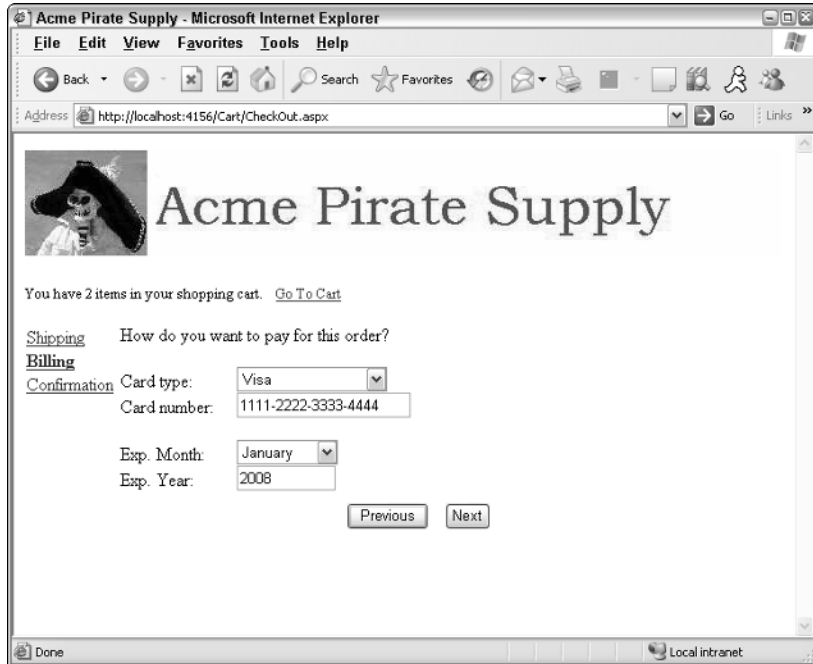 Acme Pirate Supply - Microsoft Internet Explorer
File Edit View Favorites Tools Help
Back Search Favorites
Address http://localhost:4156/Cart/CheckOut.aspx Go Links »
Acme Pirate Supply
You have 2 items in your shopping cart. Go To Cart
Shipping
Billing
Confirmation
How do you want to pay for this order?
Card type: Visa
Card number: 1111-2222-3333-4444
Exp. Month: January
Exp. Year: 2008
Previous Next
Done Local intranet